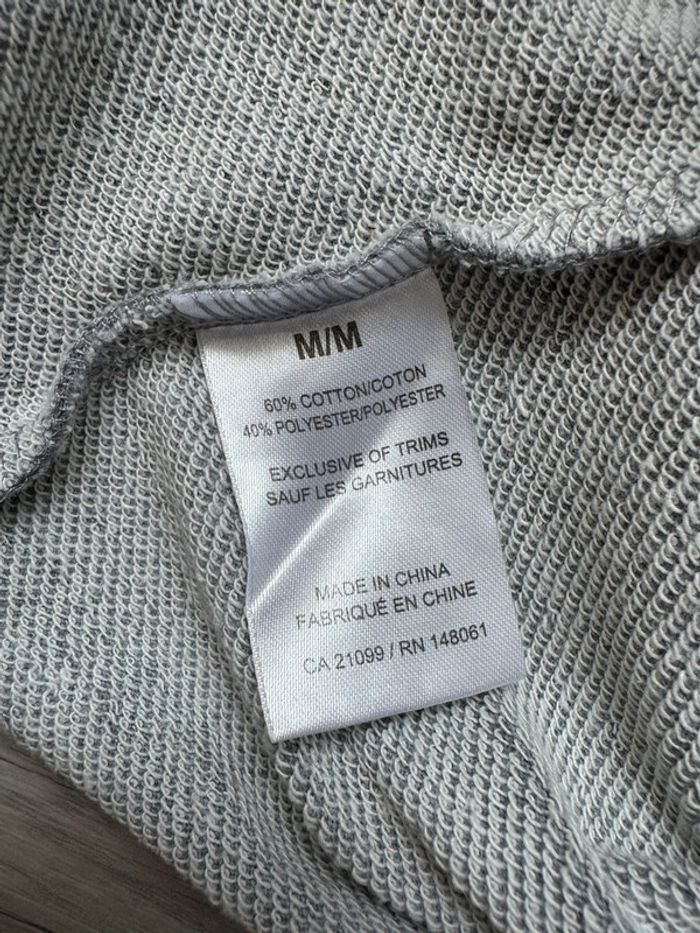 M/M
60% COTTON/COTON
40% POLYESTER/POLYESTER
EXCLUSIVE OF TRIMS
SAUF LES GARNITURES
MADE IN CHINA
FABRIQUÉ EN CHINE
CA 21099 / RN 148061